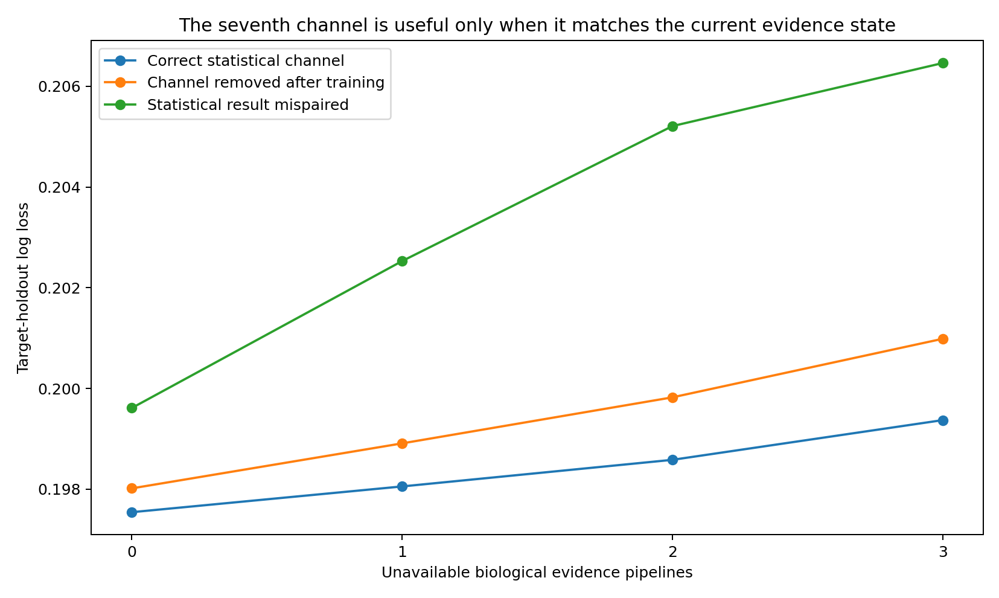 The seventh channel is useful only when it matches the current evidence state
Correct statistical channel
Channel removed after training
Statistical result mispaired
Target-holdout log loss
0.206
0.204
0.202
0.200
0.198
0
1
2
3
Unavailable biological evidence pipelines